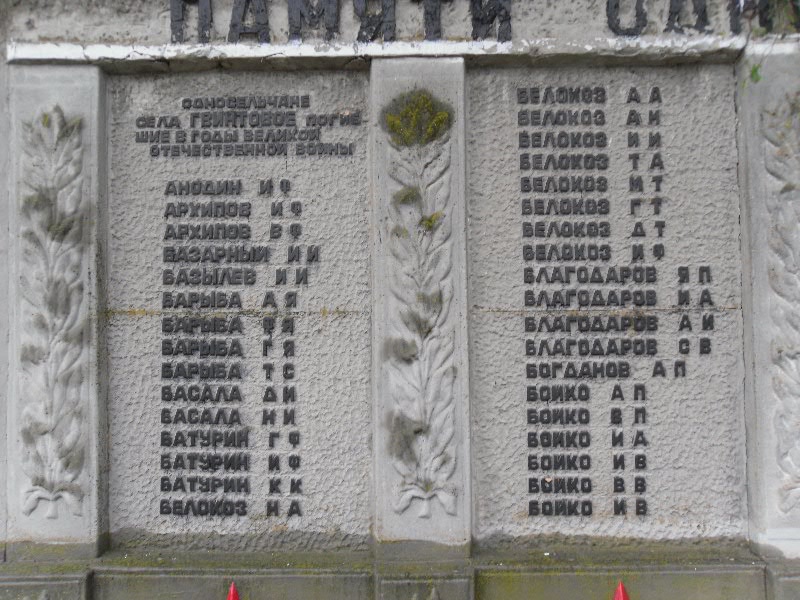 ПАМЯТИ ОДН
ОДНОСЕЛЬЧАНЕ
СЕЛА ГВИНТОВОЕ ПОГИБ-
ШИЕ В ГОДЫ ВЕЛИКОЙ
ОТЕЧЕСТВЕННОЙ ВОЙНЫ
АНОДИН И Ф
АРХИПОВ И Ф
АРХИПОВ В Ф
БАЗАРНЫЙ И И
БАЗЫЛЕВ И И
БАРЫБА А Я
БАРЫБА Ф Я
БАРЫБА Г Я
БАРЫБА Т С
БАСАЛА Д И
БАСАЛА Н И
БАТУРИН Г Ф
БАТУРИН И Ф
БАТУРИН К К
БЕЛОКОЗ Н А
БЕЛОКОЗ А А
БЕЛОКОЗ А И
БЕЛОКОЗ И И
БЕЛОКОЗ Т А
БЕЛОКОЗ М Т
БЕЛОКОЗ Г Т
БЕЛОКОЗ Д Т
БЕЛОКОЗ И Ф
БЛАГОДАРОВ Я П
БЛАГОДАРОВ И А
БЛАГОДАРОВ А И
БЛАГОДАРОВ С В
БОГДАНОВ А П
БОЙКО А П
БОЙКО В П
БОЙКО И А
БОЙКО И В
БОЙКО В В
БОЙКО И В